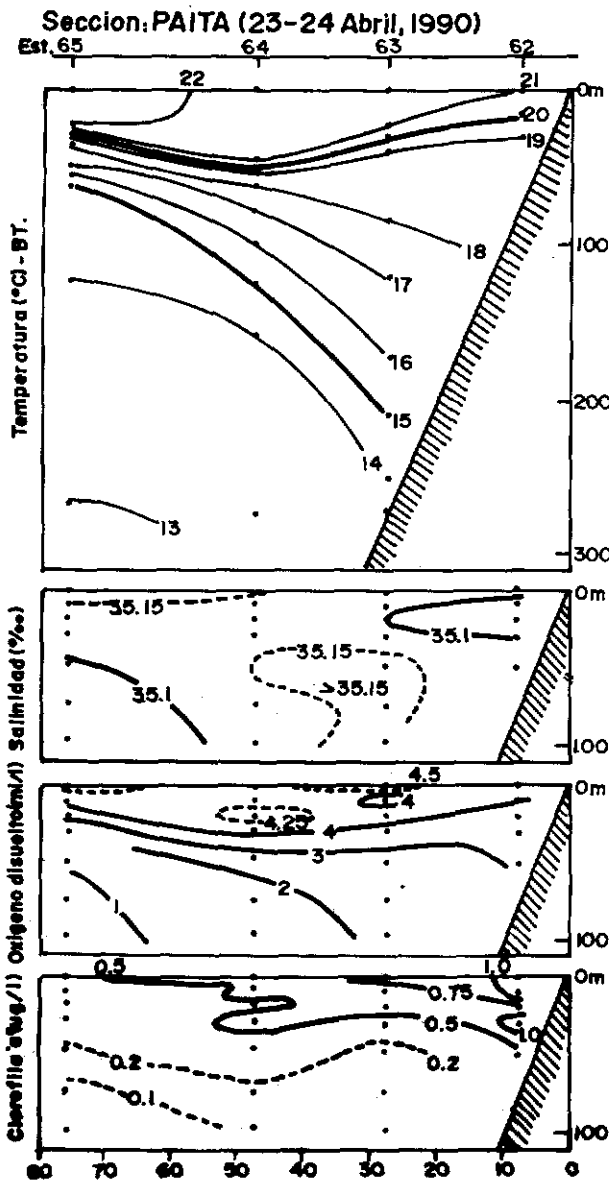 Seccion: PAITA (23-24 Abril, 1990)
Est. 65 64 63 62
22 21 0m
20
19
18 100
17
16
15 200
14
13
300
Temperatura (°C) - BT.
0m
35.15
35.1
35.15
35.1 >35.15
100
Salinidad (‰)
4.5
0m
4
4.25 4
3
2
1
100
Oxigeno disuelto(ml/l)
0.5 1.0 0m
0.75
0.5 1.0
0.2 0.2
0.1
100
Clorofila "a"(ug/l)
80 70 60 50 40 30 20 10 0